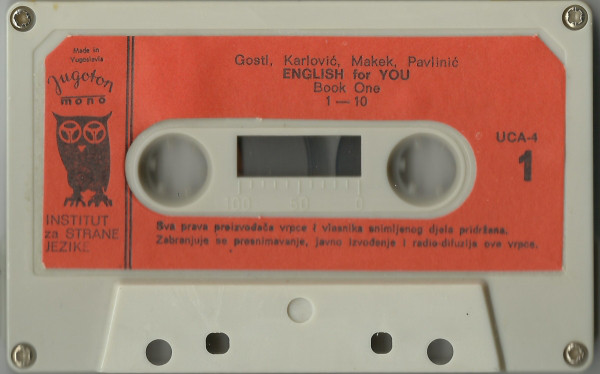 Made in
Yugoslavia
Jugoton
mono
INSTITUT
za STRANE
JEZIKE
Gostl, Karlović, Makek, Pavlinić
ENGLISH for YOU
Book One
1 — 10
UCA-4
1
100 50 0
Sva prava proizvođača vrpce i vlasnika snimljenog djela pridržana.
Zabranjuje se presnimavanje, javno izvođenje i radio-difuzija ove vrpce.